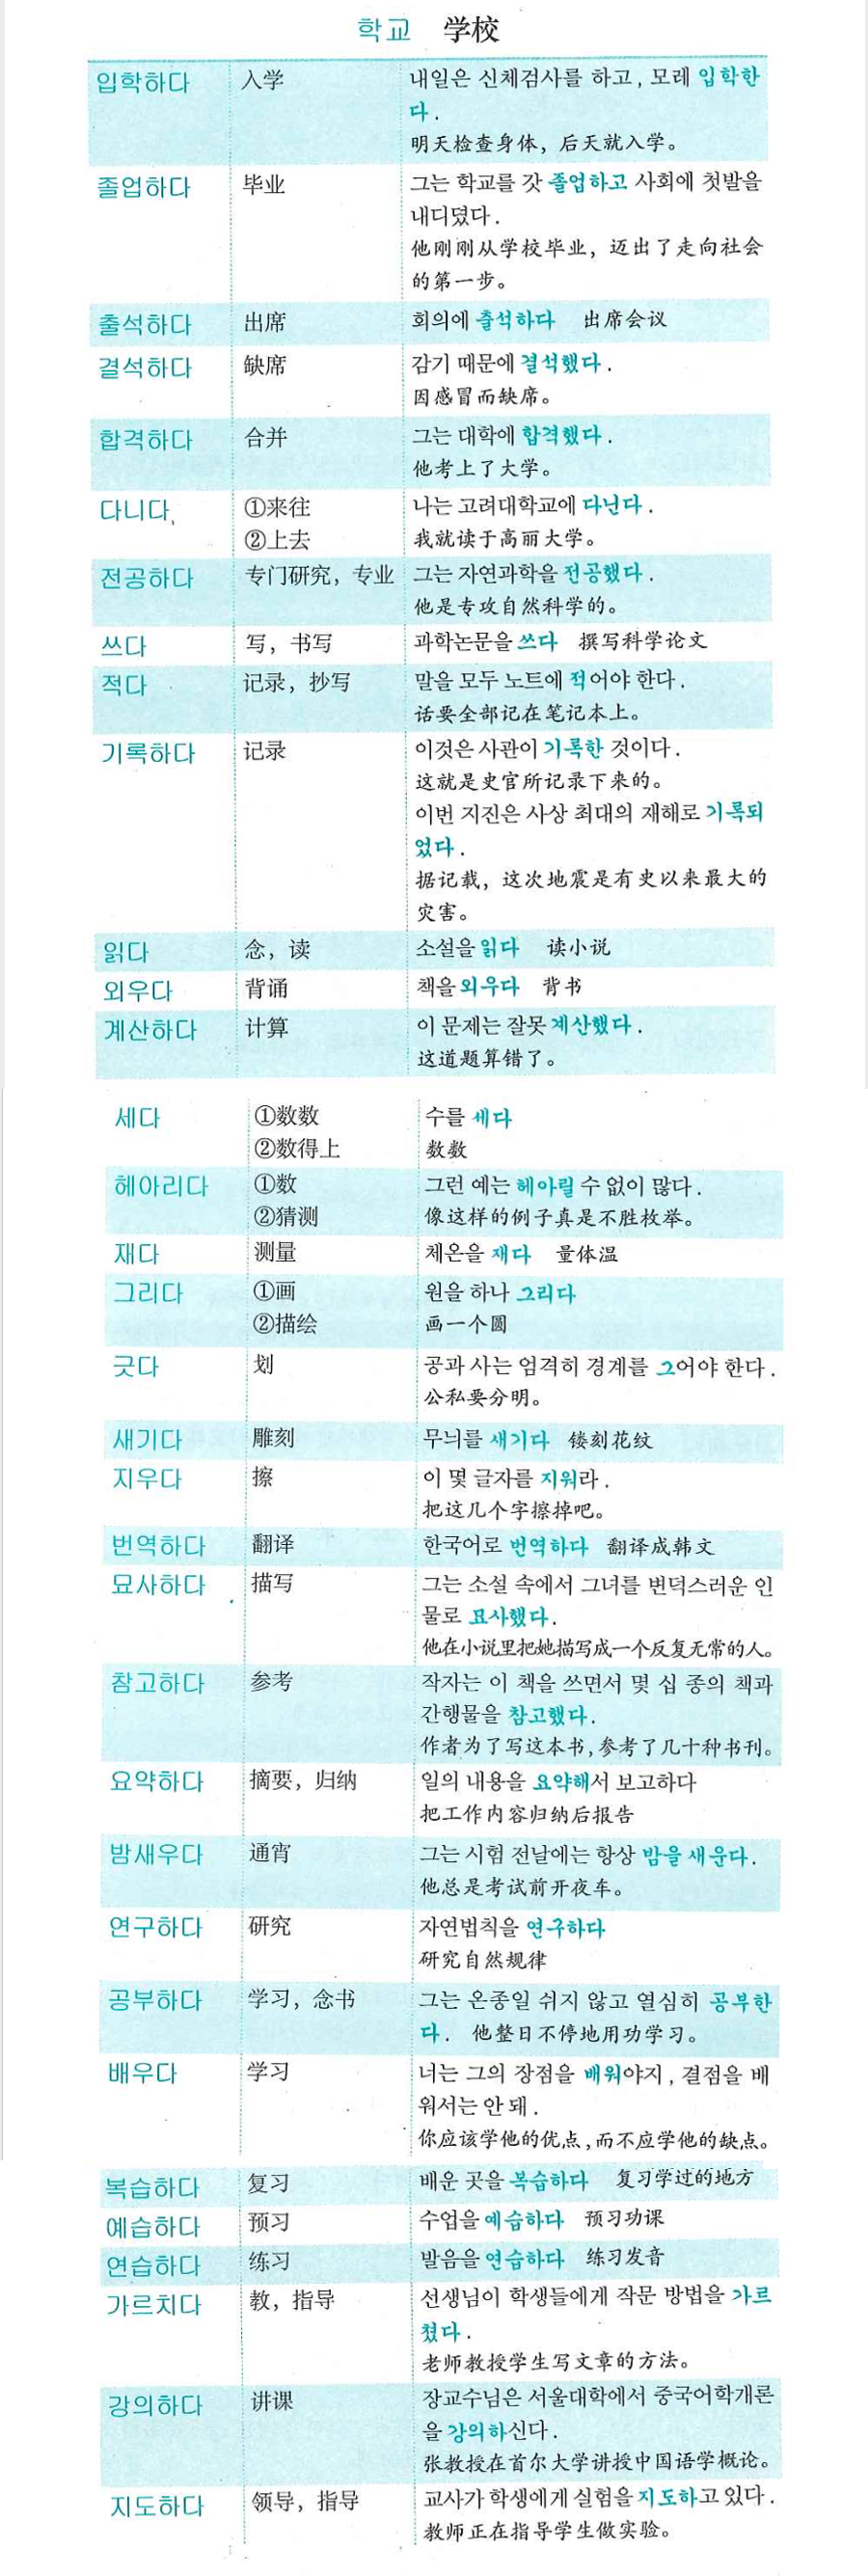 학교 学校
입학하다 入学 내일은 신체검사를 하고, 모레 입학한
다.
明天检查身体，后天就入学。
졸업하다 毕业 그는 학교를 갓 졸업하고 사회에 첫발을
내디뎠다.
他刚刚从学校毕业，迈出了走向社会
的第一步。
출석하다 出席 회의에 출석하다 出席会议
결석하다 缺席 감기 때문에 결석했다.
因感冒而缺席。
합격하다 合并 그는 대학에 합격했다.
他考上了大学。
다니다 ①来往 나는 고려대학교에 다닌다.
②上去 我就读于高丽大学。
전공하다 专门研究，专业 그는 자연과학을 전공했다.
他是专攻自然科学的。
쓰다 写，书写 과학논문을 쓰다 撰写科学论文
적다 记录，抄写 말을 모두 노트에 적어야 한다.
话要全部记在笔记本上。
기록하다 记录 이것은 사관이 기록한 것이다.
这就是史官所记录下来的。
이번 지진은 사상 최대의 재해로 기록되
었다.
据记载，这次地震是有史以来最大的
灾害。
읽다 念，读 소설을 읽다 读小说
외우다 背诵 책을 외우다 背书
계산하다 计算 이 문제는 잘못 계산했다.
这道题算错了。
세다 ①数数 수를 세다
②数得上 数数
헤아리다 ①数 그런 예는 헤아릴 수 없이 많다.
②猜测 像这样的例子真是不胜枚举。
재다 测量 체온을 재다 量体温
그리다 ①画 원을 하나 그리다
②描绘 画一个圆
긋다 划 공과 사는 엄격히 경계를 그어야 한다.
公私要分明。
새기다 雕刻 무늬를 새기다 镂刻花纹
지우다 擦 이 몇 글자를 지워라.
把这几个字擦掉吧。
번역하다 翻译 한국어로 번역하다 翻译成韩文
묘사하다 描写 그는 소설 속에서 그녀를 변덕스러운 인
물로 묘사했다.
他在小说里把她描写成一个反复无常的人。
참고하다 参考 작자는 이 책을 쓰면서 몇 십 종의 책과
간행물을 참고했다.
作者为了写这本书,参考了几十种书刊。
요약하다 摘要，归纳 일의 내용을 요약해서 보고하다
把工作内容归纳后报告
밤새우다 通宵 그는 시험 전날에는 항상 밤을 새운다.
他总是考试前开夜车。
연구하다 研究 자연법칙을 연구하다
研究自然规律
공부하다 学习，念书 그는 온종일 쉬지 않고 열심히 공부한
다. 他整日不停地用功学习。
배우다 学习 너는 그의 장점을 배워야지, 결점을 배
워서는 안 돼.
你应该学他的优点,而不应学他的缺点。
복습하다 复习 배운 곳을 복습하다 复习学过的地方
예습하다 预习 수업을 예습하다 预习功课
연습하다 练习 발음을 연습하다 练习发音
가르치다 教，指导 선생님이 학생들에게 작문 방법을 가르
쳤다.
老师教授学生写文章的方法。
강의하다 讲课 장교수님은 서울대학에서 중국어학개론
을 강의하신다.
张教授在首尔大学讲授中国语学概论。
지도하다 领导，指导 교사가 학생에게 실험을 지도하고 있다.
教师正在指导学生做实验。